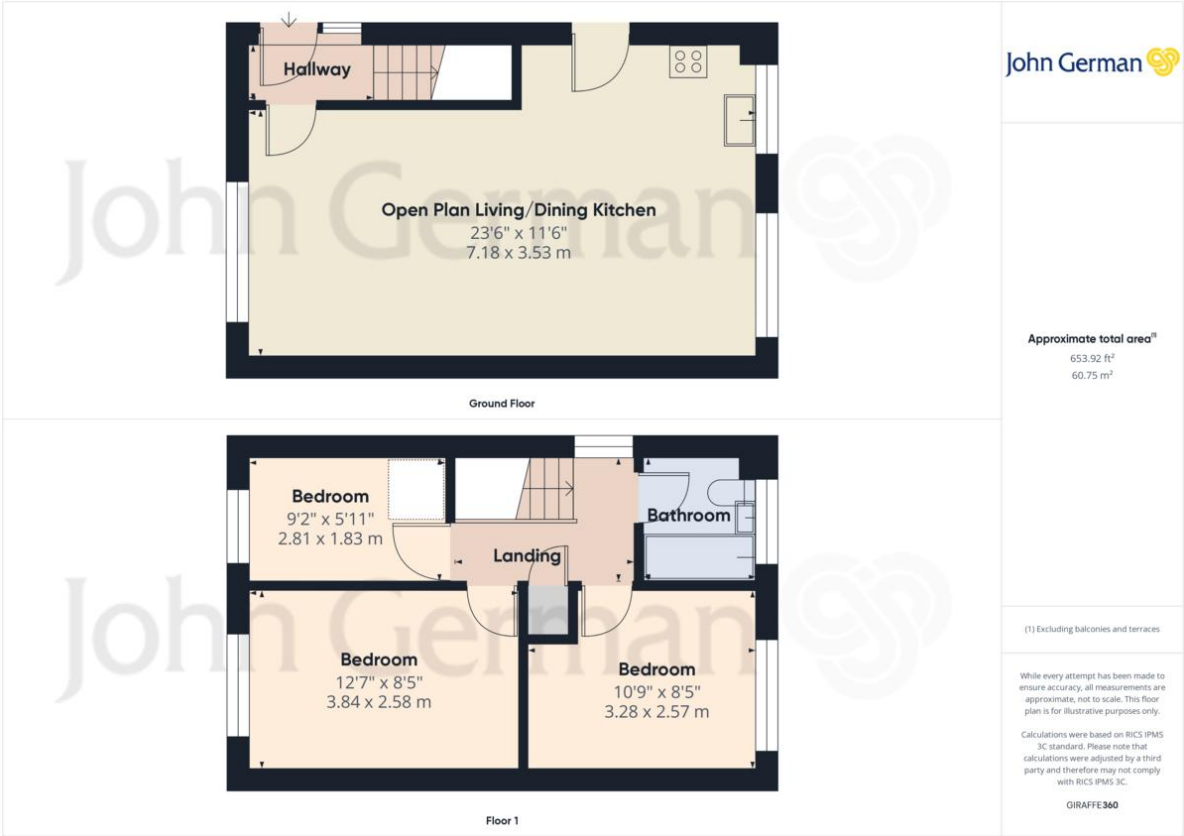 Hallway
Open Plan Living/Dining Kitchen
23'6" x 11'6"
7.18 x 3.53 m
John German
Ground Floor
Bedroom
9'2" x 5'11"
2.81 x 1.83 m
Landing
Bathroom
Bedroom
12'7" x 8'5"
3.84 x 2.58 m
Bedroom
10'9" x 8'5"
3.28 x 2.57 m
John German
Floor 1
John German
Approximate total area⁽¹⁾
653.92 ft²
60.75 m²
(1) Excluding balconies and terraces
While every attempt has been made to
ensure accuracy, all measurements are
approximate, not to scale. This floor
plan is for illustrative purposes only.
Calculations were based on RICS IPMS
3C standard. Please note that
calculations were adjusted by a third
party and therefore may not comply
with RICS IPMS 3C.
GIRAFFE360